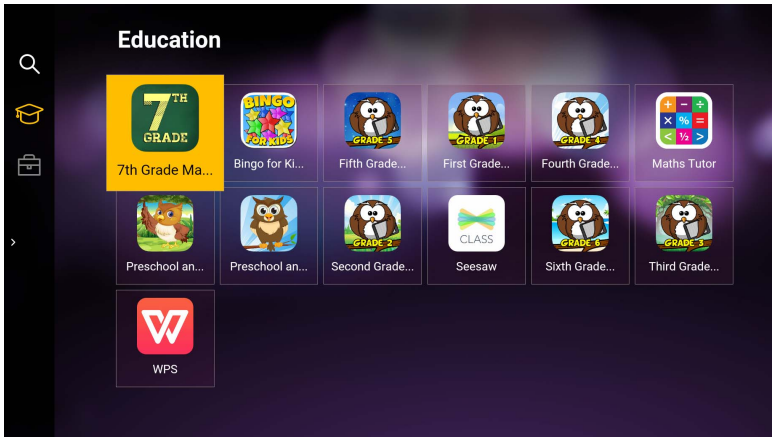 Education
7TH
GRADE
7th Grade Ma...
BINGO
FOR KIDS
Bingo for Ki...
GRADE 5
Fifth Grade...
GRADE 1
First Grade...
GRADE 4
Fourth Grade...
+ - ÷
× % =
< ½ >
Maths Tutor
Preschool an...
Preschool an...
GRADE 2
Second Grade...
CLASS
Seesaw
GRADE 6
Sixth Grade...
GRADE 3
Third Grade...
W
WPS